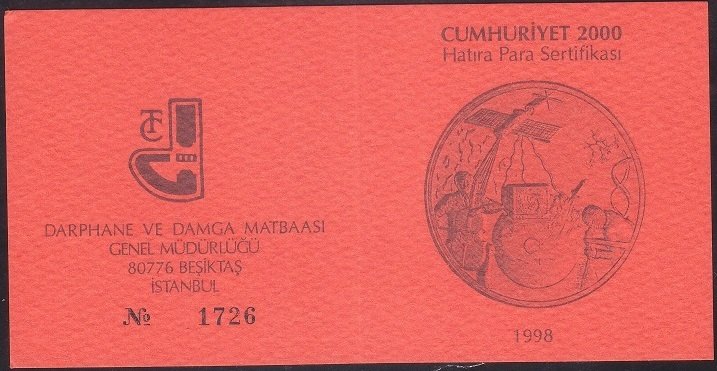 TC
DARPHANE VE DAMGA MATBAASI
GENEL MÜDÜRLÜĞÜ
80776 BEŞİKTAŞ
İSTANBUL
№ 1726
CUMHURİYET 2000
Hatıra Para Sertifikası
1998